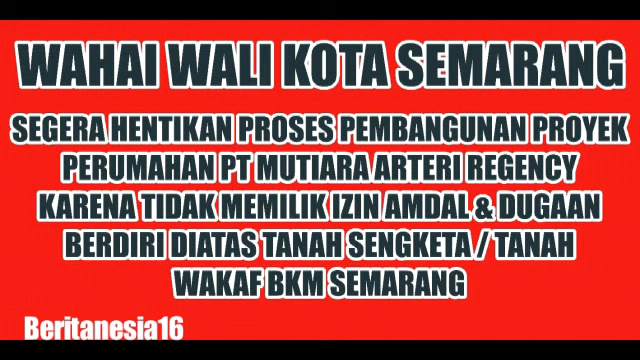 WAHAI WALI KOTA SEMARANG
SEGERA HENTIKAN PROSES PEMBANGUNAN PROYEK
PERUMAHAN PT MUTIARA ARTERI REGENCY
KARENA TIDAK MEMILIK IZIN AMDAL & DUGAAN
BERDIRI DIATAS TANAH SENGKETA / TANAH
WAKAF BKM SEMARANG
Beritanesia16